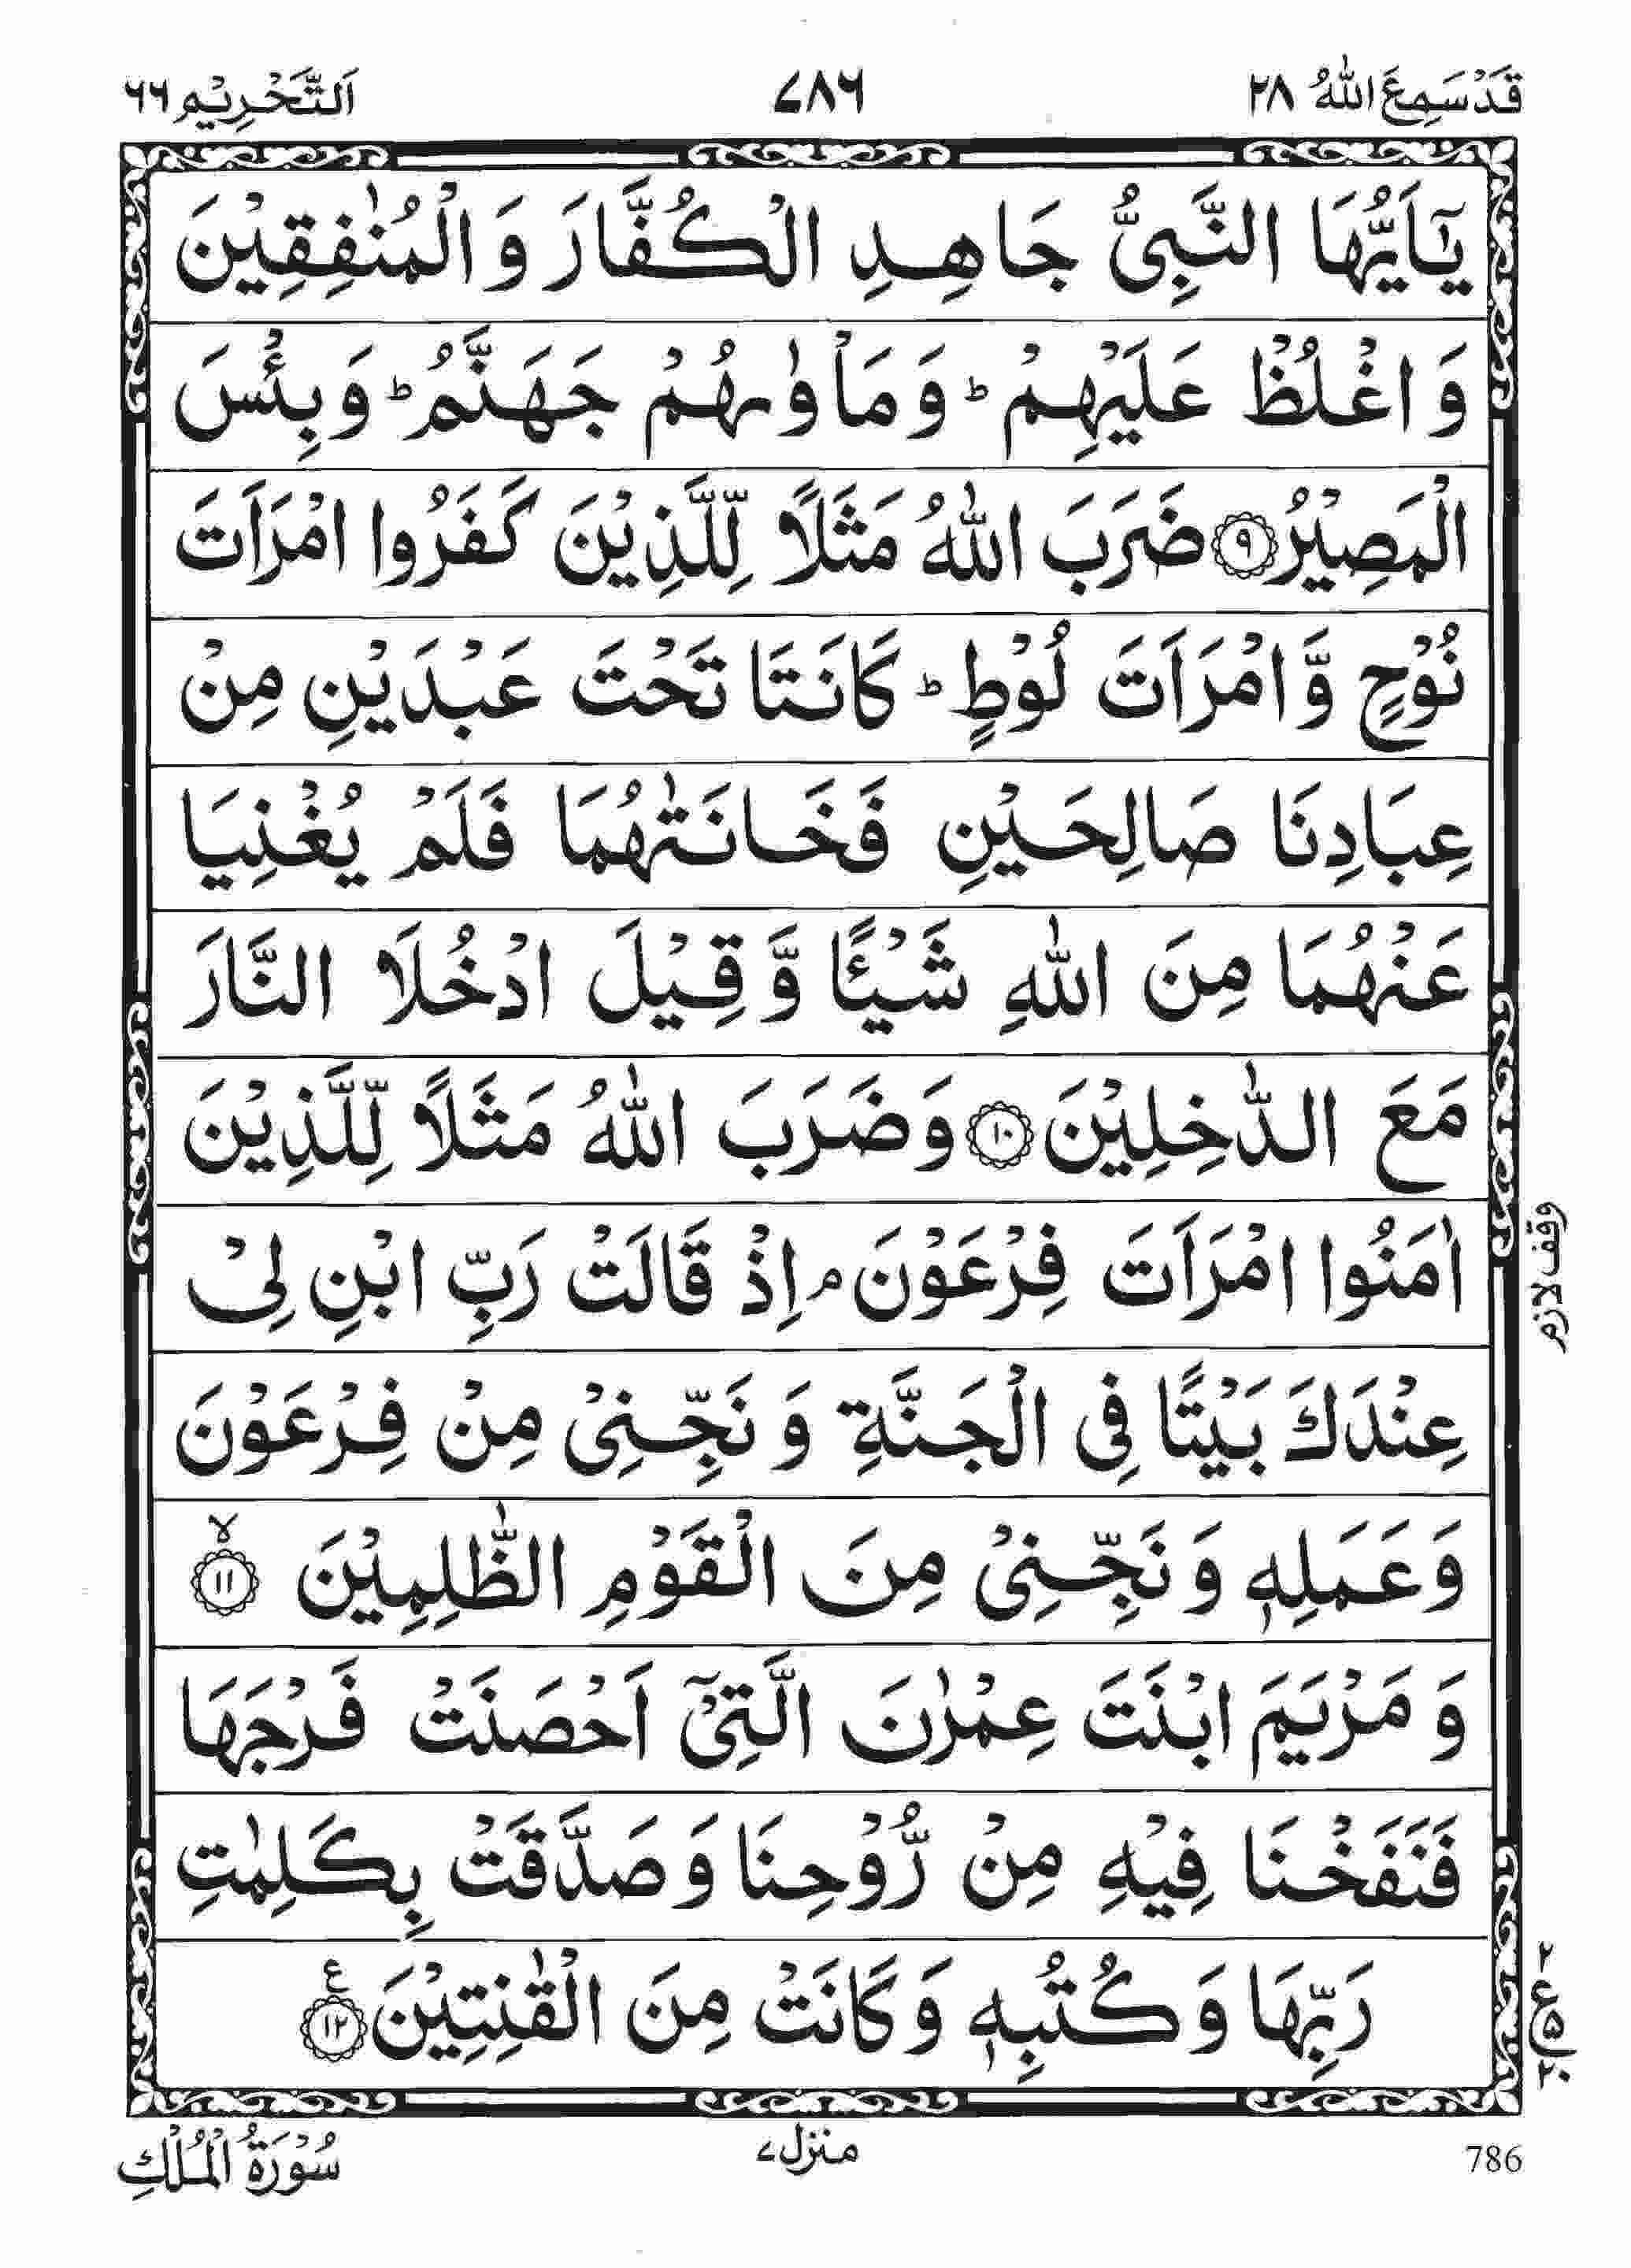 قَدْ سَمِعَ اللّٰهُ ٢٨
٧٨٦
اَلتَّحْرِيْم ٦٦
يٰۤاَيُّهَا النَّبِيُّ جَاهِدِ الْكُفَّارَ وَ الْمُنٰفِقِيْنَ
وَ اغْلُظْ عَلَيْهِمْ ؕ وَ مَاْوٰىهُمْ جَهَنَّمُ ؕ وَ بِئْسَ
الْمَصِيْرُ ﴿٩﴾ ضَرَبَ اللّٰهُ مَثَلًا لِّلَّذِيْنَ كَفَرُوا امْرَاَتَ
نُوْحٍ وَّ امْرَاَتَ لُوْطٍ ؕ كَانَتَا تَحْتَ عَبْدَيْنِ مِنْ
عِبَادِنَا صَالِحَيْنِ فَخَانَتٰهُمَا فَلَمْ يُغْنِيَا
عَنْهُمَا مِنَ اللّٰهِ شَيْـًٔا وَّ قِيْلَ ادْخُلَا النَّارَ
مَعَ الدّٰخِلِيْنَ ﴿١٠﴾ وَ ضَرَبَ اللّٰهُ مَثَلًا لِّلَّذِيْنَ
اٰمَنُوا امْرَاَتَ فِرْعَوْنَ ۘ اِذْ قَالَتْ رَبِّ ابْنِ لِيْ
وقف لازم
عِنْدَكَ بَيْتًا فِي الْجَنَّةِ وَ نَجِّنِيْ مِنْ فِرْعَوْنَ
وَ عَمَلِهٖ وَ نَجِّنِيْ مِنَ الْقَوْمِ الظّٰلِمِيْنَ ﴿١١﴾ ۙ
وَ مَرْيَمَ ابْنَتَ عِمْرٰنَ الَّتِيْۤ اَحْصَنَتْ فَرْجَهَا
فَنَفَخْنَا فِيْهِ مِنْ رُّوْحِنَا وَ صَدَّقَتْ بِكَلِمٰتِ
رَبِّهَا وَ كُتُبِهٖ وَ كَانَتْ مِنَ الْقٰنِتِيْنَ ﴿١٢﴾ ع
٢
ع ٥
٢٠
786
منزل ٧
سُوْرَةُ الْمُلْكِ